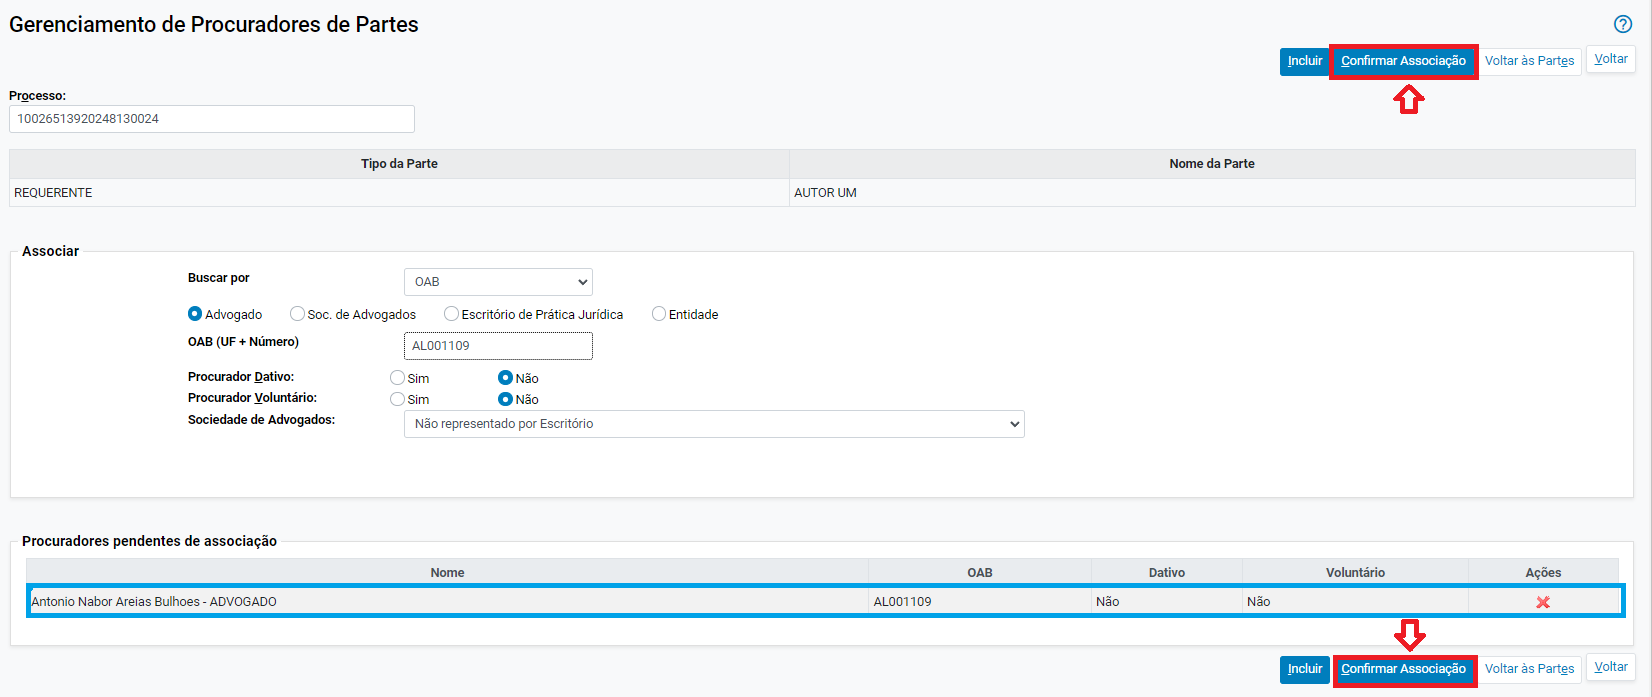 Gerenciamento de Procuradores de Partes
?
Incluir Confirmar Associação Voltar às Partes Voltar
Processo:
10026513920248130024
Tipo da Parte Nome da Parte
REQUERENTE AUTOR UM
Associar
Buscar por OAB
Advogado Soc. de Advogados Escritório de Prática Jurídica Entidade
OAB (UF + Número) AL001109
Procurador Dativo: Sim Não
Procurador Voluntário: Sim Não
Sociedade de Advogados: Não representado por Escritório
Procuradores pendentes de associação
Nome OAB Dativo Voluntário Ações
Antonio Nabor Areias Bulhoes - ADVOGADO AL001109 Não Não
Incluir Confirmar Associação Voltar às Partes Voltar